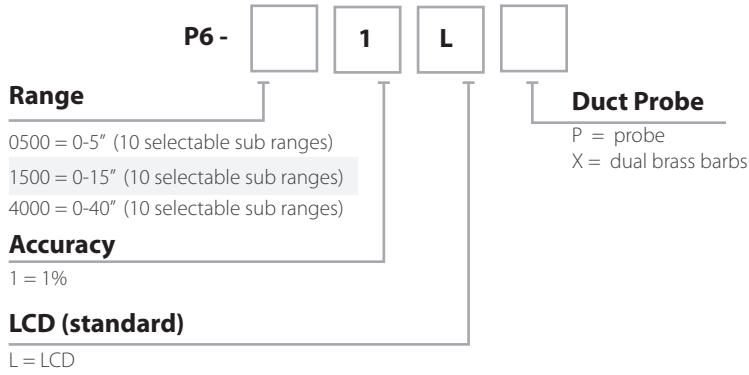 P6 - 1 L
Range
0500 = 0-5" (10 selectable sub ranges)
1500 = 0-15" (10 selectable sub ranges)
4000 = 0-40" (10 selectable sub ranges)
Accuracy
1 = 1%
LCD (standard)
L = LCD
Duct Probe
P = probe
X = dual brass barbs